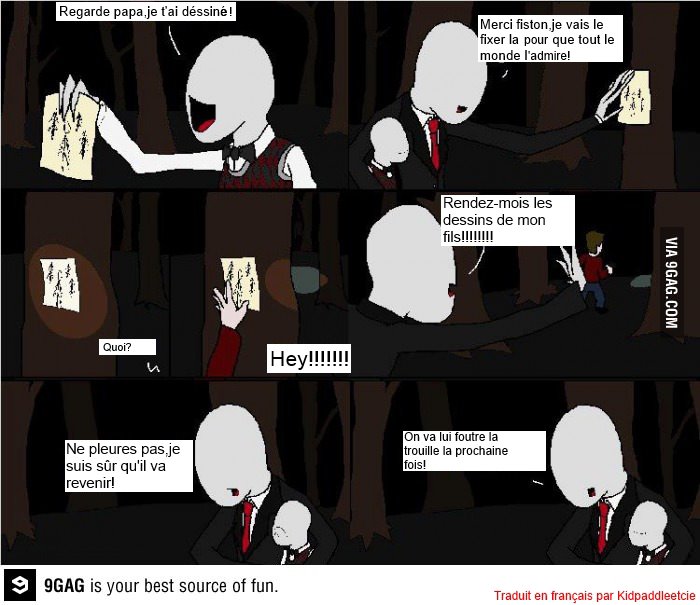 Regarde papa,je t'ai déssiné!
Merci fiston,je vais le
fixer la pour que tout le
monde l'admire!
Quoi?
Hey!!!!!!!
Rendez-mois les
dessins de mon
fils!!!!!!!!
VIA 9GAG.COM
Ne pleures pas,je
suis sûr qu'il va
revenir!
On va lui foutre la
trouille la prochaine
fois!
9GAG is your best source of fun.
Traduit en français par Kidpaddleetcie